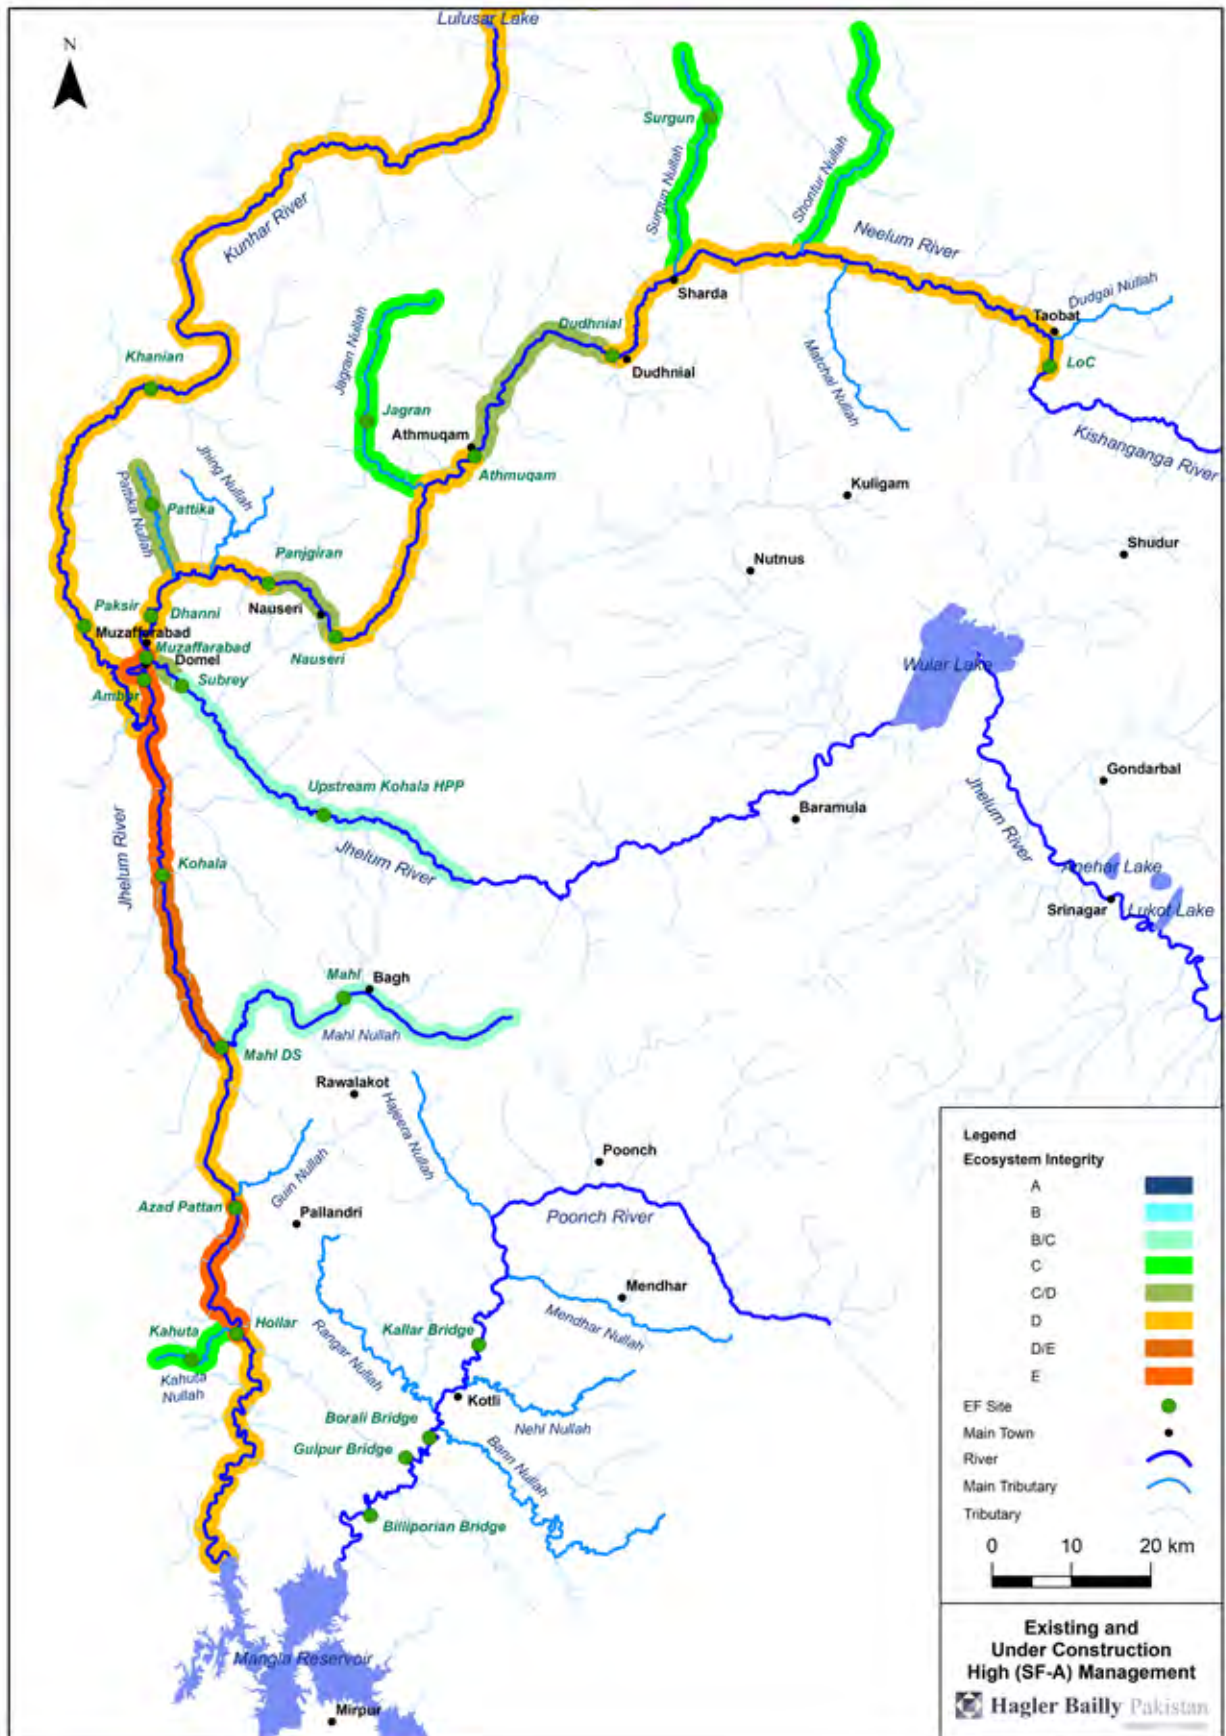 Lulusar Lake
N
Surgun
Surgun Nullah
Shontur Nullah
Kunhar River
Neelum River
Sharda
Dudgai Nullah
Taobat
Jagran Nullah
Dudhnial
Khanian
Dudhnial
Matchal Nullah
LoC
Jagran
Athmuqam
Athmuqam
Kishanganga River
Jhing Nullah
Pattika Nullah
Pattika
Kuligam
Panjgiran
Nutnus
Shudur
Paksir
Dhanni
Nauseri
Muzaffarabad
Muzaffarabad
Nauseri
Domel
Subrey
Wular Lake
Ambor
Upstream Kohala HPP
Gondarbal
Jhelum River
Baramula
Jhelum River
Jhelum River
Kohala
Anehar Lake
Srinagar
Lukot Lake
Mahl
Bagh
Mahl Nullah
Mahl DS
Rawalakot
Hajeera Nullah
Poonch
Guin Nullah
Azad Pattan
Pallandri
Poonch River
Mendhar
Mendhar Nullah
Kahuta
Hollar
Kallar Bridge
Rangar Nullah
Kahuta
Nullah
Kotli
Borali Bridge
Nehl Nullah
Gulpur Bridge
Bann Nullah
Billiporian Bridge
Mangla Reservoir
Mirpur
Legend
Ecosystem Integrity
A
B
B/C
C
C/D
D
D/E
E
EF Site
Main Town
River
Main Tributary
Tributary
0 10 20 km
Existing and
Under Construction
High (SF-A) Management
Hagler Bailly Pakistan